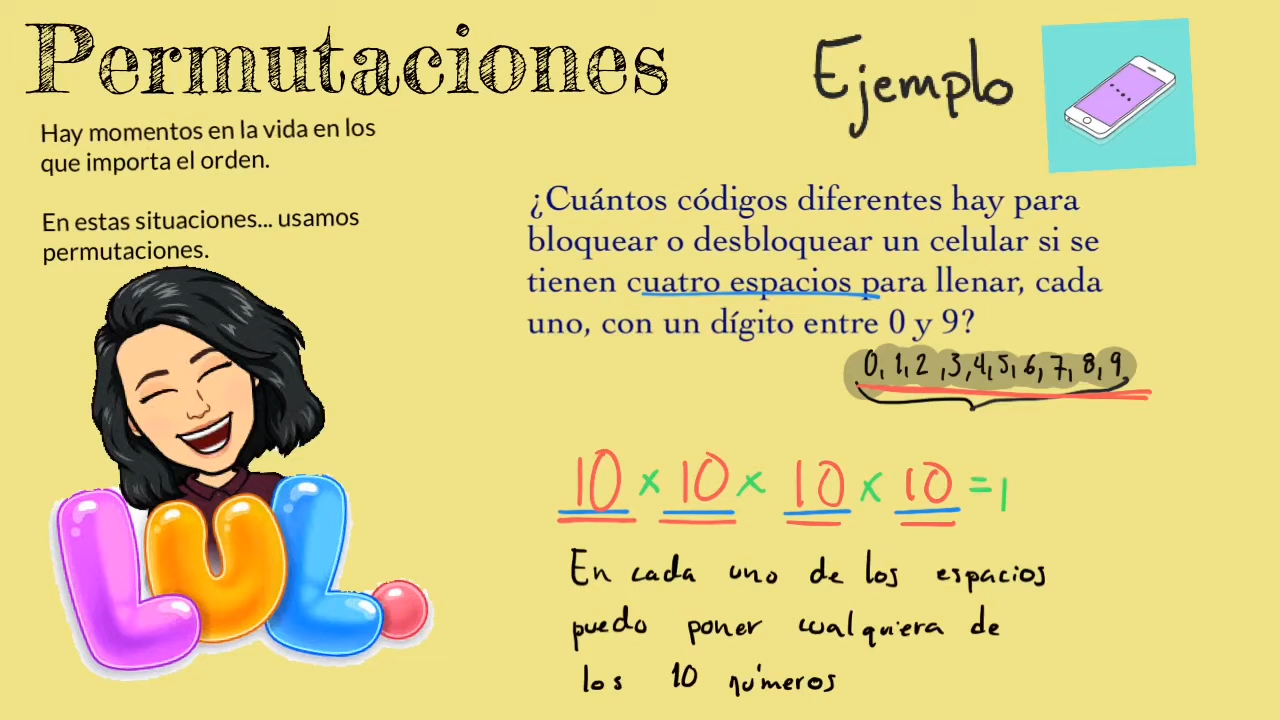 Permutaciones
Hay momentos en la vida en los
que importa el orden.
En estas situaciones... usamos
permutaciones.
LUL.
Ejemplo
¿Cuántos códigos diferentes hay para
bloquear o desbloquear un celular si se
tienen cuatro espacios para llenar, cada
uno, con un dígito entre 0 y 9?
0, 1, 2, 3, 4, 5, 6, 7, 8, 9,
10 × 10 × 10 × 10 = 1
En cada uno de los espacios
puedo poner cualquiera de
los 10 números